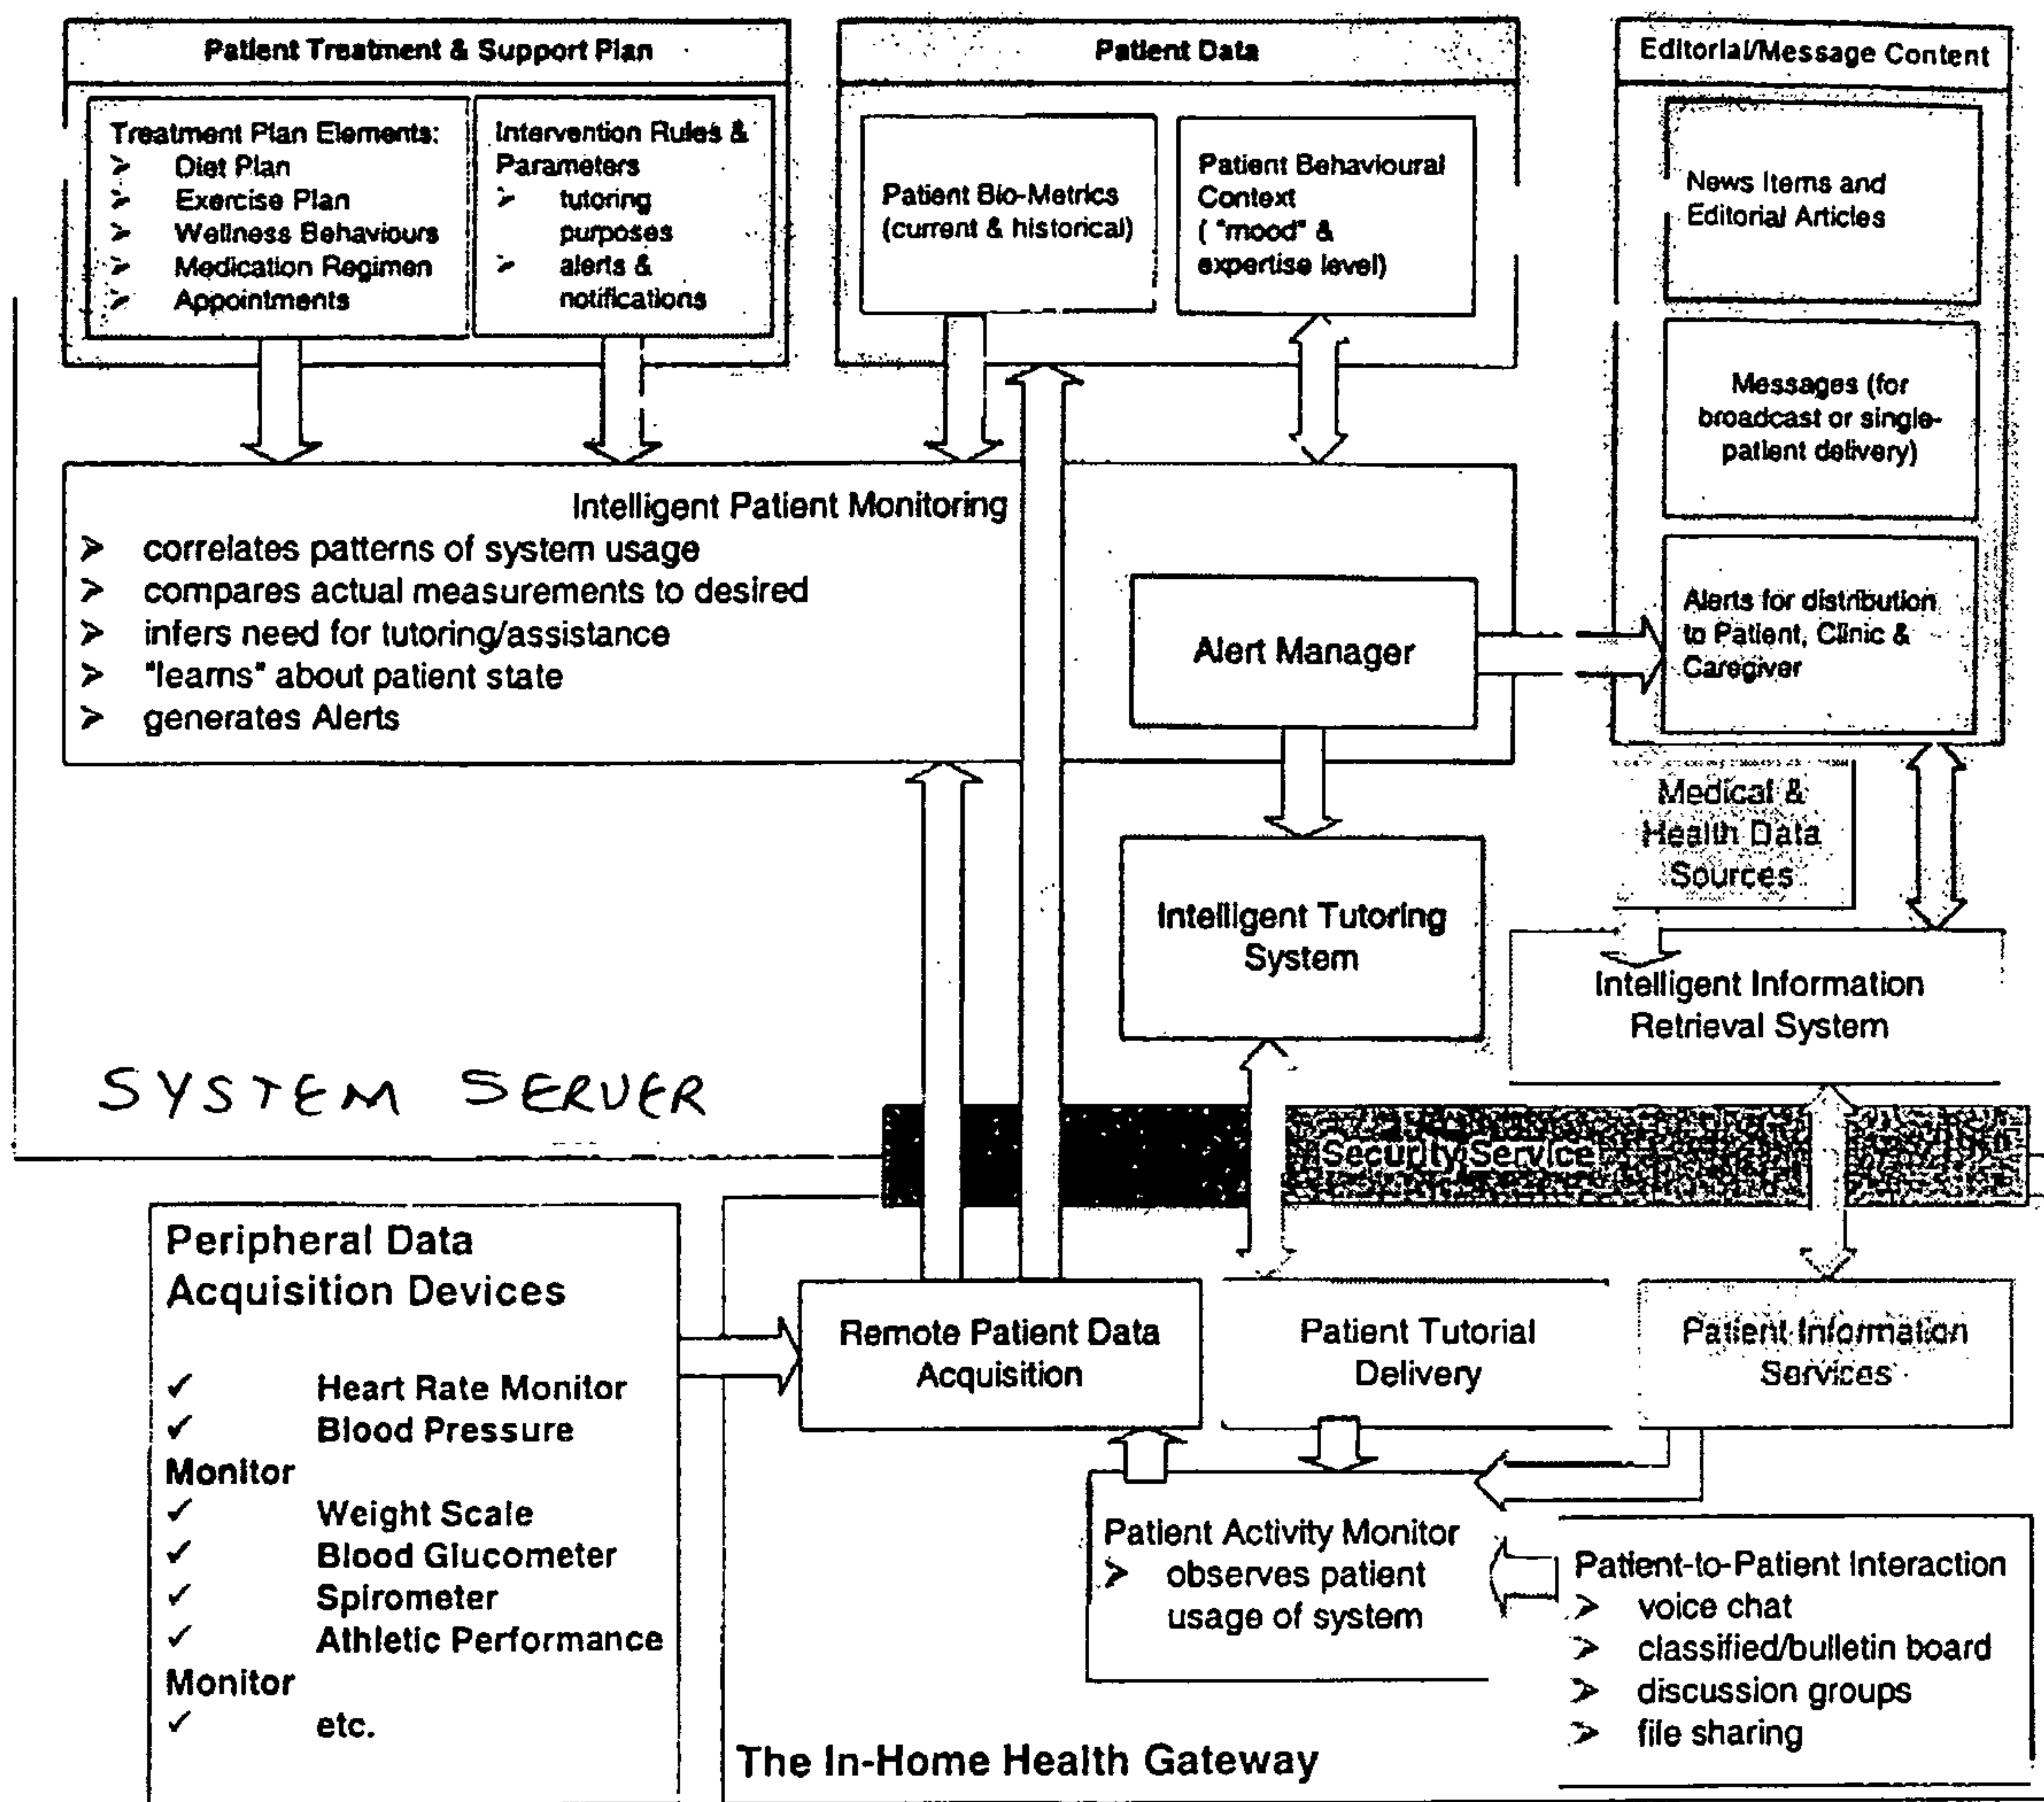 Patient Treatment & Support Plan
Treatment Plan Elements:
➢ Diet Plan
➢ Exercise Plan
➢ Wellness Behaviours
➢ Medication Regimen
➢ Appointments
Intervention Rules &
Parameters
➢ tutoring
purposes
➢ alerts &
notifications
Patient Data
Patient Bio-Metrics
(current & historical)
Patient Behavioural
Context
( "mood" &
expertise level)
Editorial/Message Content
News Items and
Editorial Articles
Messages (for
broadcast or single-
patient delivery)
Alerts for distribution
to Patient, Clinic &
Caregiver
Intelligent Patient Monitoring
➢ correlates patterns of system usage
➢ compares actual measurements to desired
➢ infers need for tutoring/assistance
➢ "learns" about patient state
➢ generates Alerts
Alert Manager
Medical &
Health Data
Sources
Intelligent Tutoring
System
Intelligent Information
Retrieval System
SYSTEM SERVER
Security Service
Peripheral Data
Acquisition Devices
✓ Heart Rate Monitor
✓ Blood Pressure
Monitor
✓ Weight Scale
✓ Blood Glucometer
✓ Spirometer
✓ Athletic Performance
Monitor
✓ etc.
Remote Patient Data
Acquisition
Patient Tutorial
Delivery
Patient Information
Services
Patient Activity Monitor
➢ observes patient
usage of system
Patient-to-Patient Interaction
➢ voice chat
➢ classified/bulletin board
➢ discussion groups
➢ file sharing
The In-Home Health Gateway